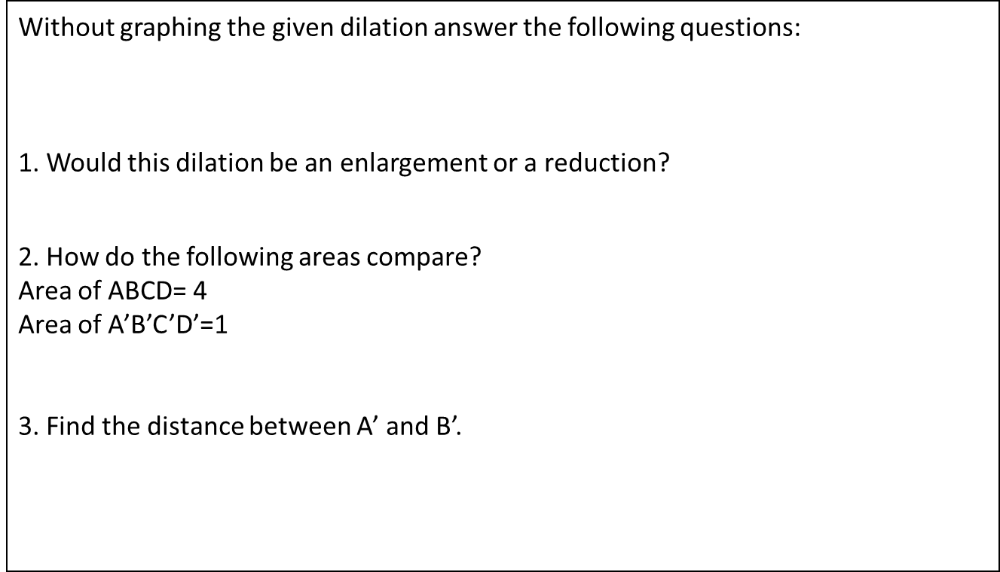 Without graphing the given dilation answer the following questions:
1. Would this dilation be an enlargement or a reduction?
2. How do the following areas compare?
Area of ABCD= 4
Area of A’B’C’D’=1
3. Find the distance between A’ and B’.